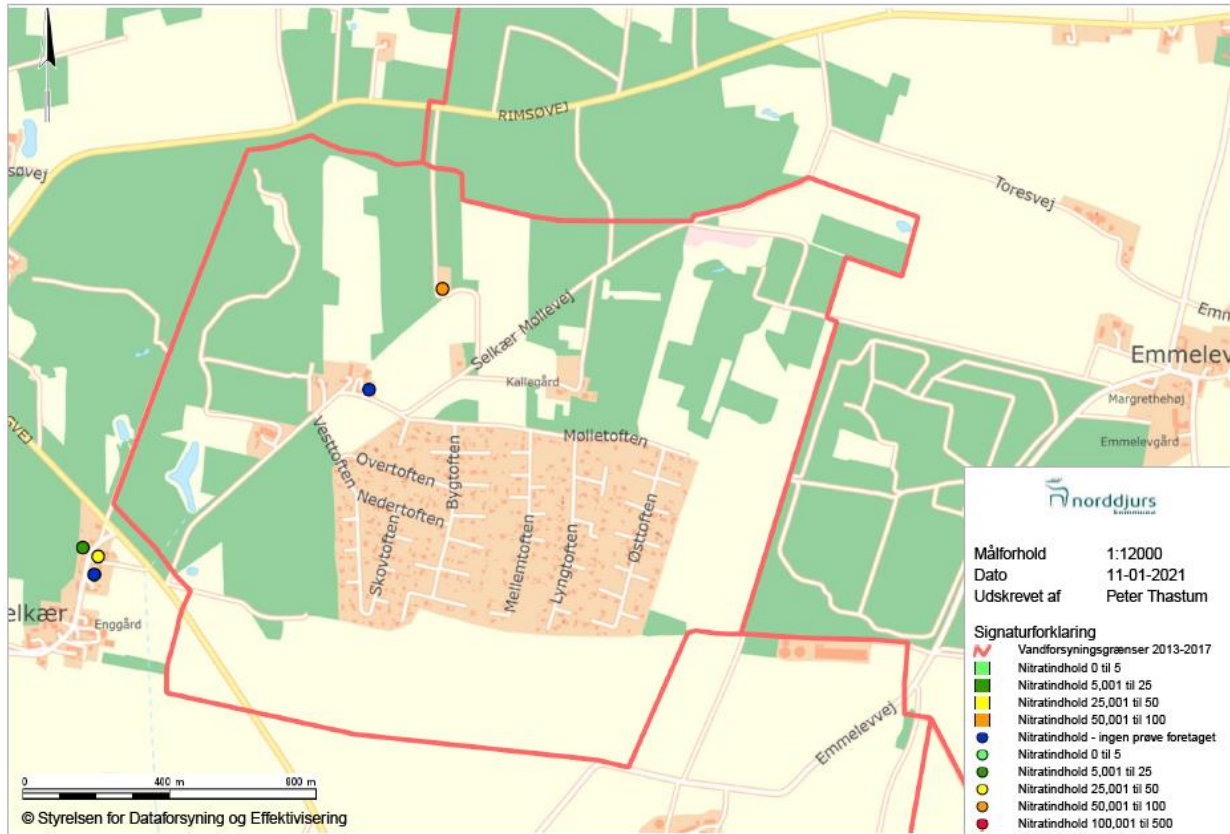 RIMSØVEJ
søvej
Toresvej
Emm
Selkær Møllevej
Emmelev
Kallegård
Margrethehøj
Emmelevgård
Vesttoften
Mølletoften
Overtoften
Bygtoften
Nedertoften
Skovtoften
Mellemtoften
Lyngtoften
Østtoften
SVEJ
elkær
Enggård
Emmelevvej
norddjurs
kommune
Målforhold 1:12000
Dato 11-01-2021
Udskrevet af Peter Thastum
Signaturforklaring
Vandforsyningsgrænser 2013-2017
Nitratindhold 0 til 5
Nitratindhold 5,001 til 25
Nitratindhold 25,001 til 50
Nitratindhold 50,001 til 100
Nitratindhold - ingen prøve foretaget
Nitratindhold 0 til 5
Nitratindhold 5,001 til 25
Nitratindhold 25,001 til 50
Nitratindhold 50,001 til 100
Nitratindhold 100,001 til 500
0 400 m 800 m
© Styrelsen for Dataforsyning og Effektivisering